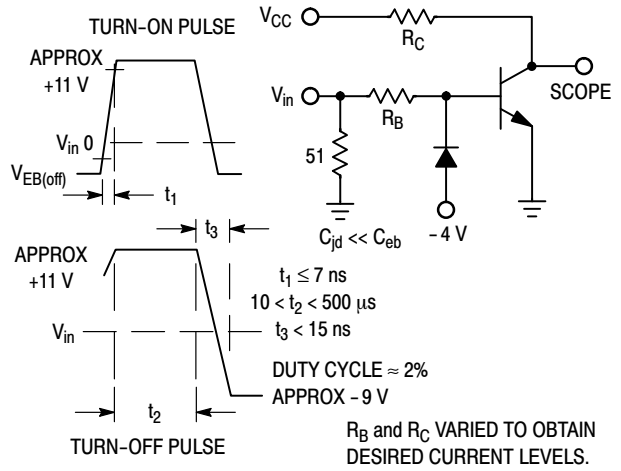 TURN-ON PULSE
APPROX
+11 V
Vin 0
VEB(off)
t1
VCC
RC
Vin
RB
51
SCOPE
Cjd << Ceb
-4 V
t3
APPROX
+11 V
Vin
t1 ≤ 7 ns
10 < t2 < 500 μs
t3 < 15 ns
DUTY CYCLE ≈ 2%
APPROX -9 V
t2
TURN-OFF PULSE
RB and RC VARIED TO OBTAIN
DESIRED CURRENT LEVELS.